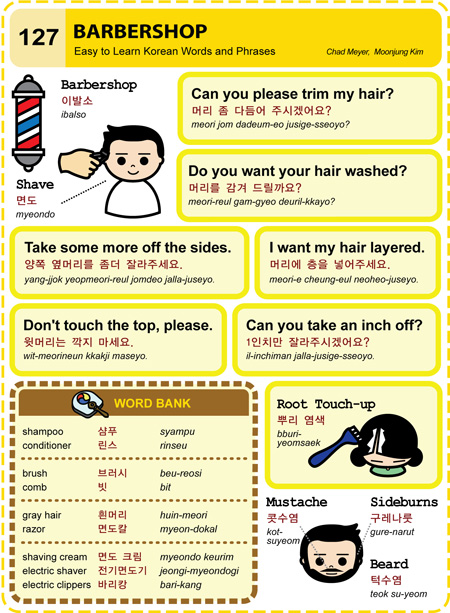 127 BARBERSHOP
Easy to Learn Korean Words and Phrases
Chad Meyer, Moonjung Kim
Barbershop
이발소
ibalso
Shave
면도
myeondo
Can you please trim my hair?
머리 좀 다듬어 주시겠어요?
meori jom dadeum-eo jusige-sseoyo?
Do you want your hair washed?
머리를 감겨 드릴까요?
meori-reul gam-gyeo deuril-kkayo?
Take some more off the sides.
양쪽 옆머리를 좀더 잘라주세요.
yang-jjok yeopmeori-reul jomdeo jalla-juseyo.
I want my hair layered.
머리에 층을 넣어주세요.
meori-e cheung-eul neoheo-juseyo.
Don't touch the top, please.
윗머리는 깍지 마세요.
wit-meorineun kkakji maseyo.
Can you take an inch off?
1인치만 잘라주시겠어요?
il-inchiman jalla-jusige-sseoyo.
WORD BANK
shampoo 샴푸 syampu
conditioner 린스 rinseu
brush 브러시 beu-reosi
comb 빗 bit
gray hair 흰머리 huin-meori
razor 면도칼 myeon-dokal
shaving cream 면도 크림 myeondo keurim
electric shaver 전기면도기 jeongi-myeondogi
electric clippers 바리캉 bari-kang
Root Touch-up
뿌리 염색
bburi-
yeomsaek
Mustache
콧수염
kot-
suyeom
Sideburns
구레나룻
gure-narut
Beard
턱수염
teok su-yeom